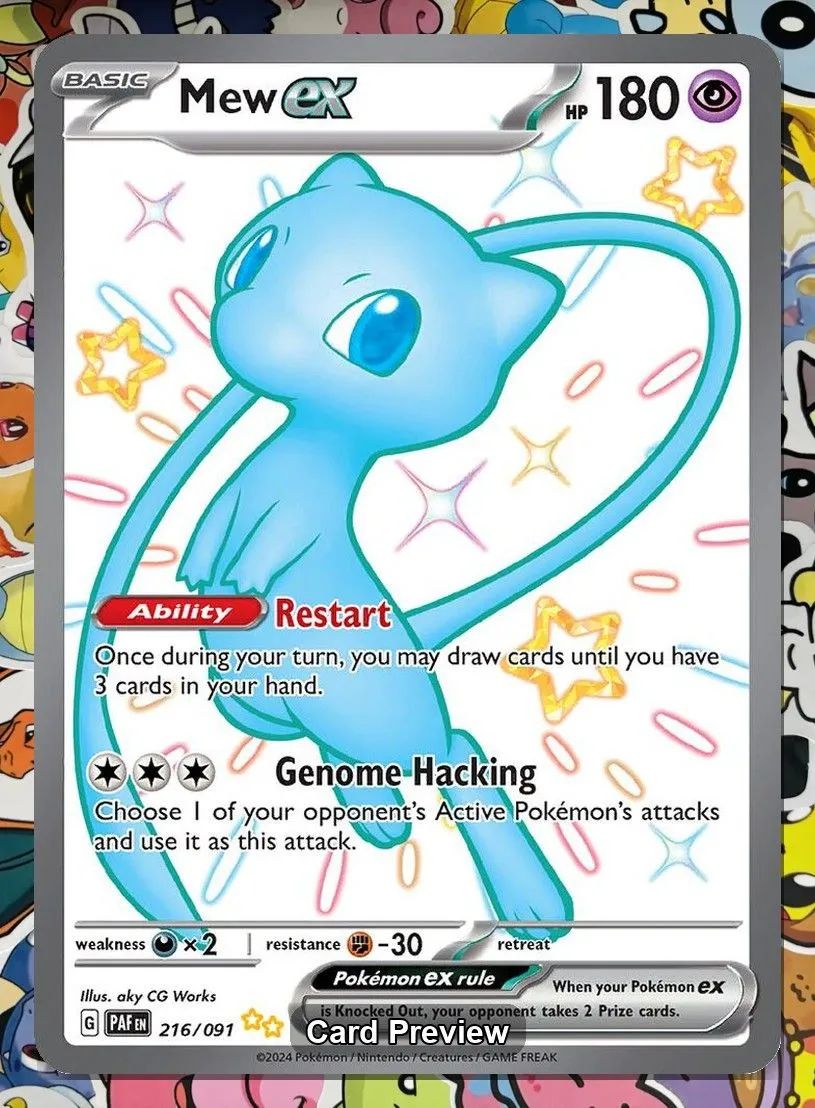 BASIC
Mew ex
HP 180
Ability Restart
Once during your turn, you may draw cards until you have
3 cards in your hand.
Genome Hacking
Choose 1 of your opponent's Active Pokémon's attacks
and use it as this attack.
weakness ×2 resistance -30 retreat
Pokémon ex rule
When your Pokémon ex
is Knocked Out, your opponent takes 2 Prize cards.
Illus. aky CG Works
G PAF EN 216/091
Card Preview
©2024 Pokémon / Nintendo / Creatures / GAME FREAK